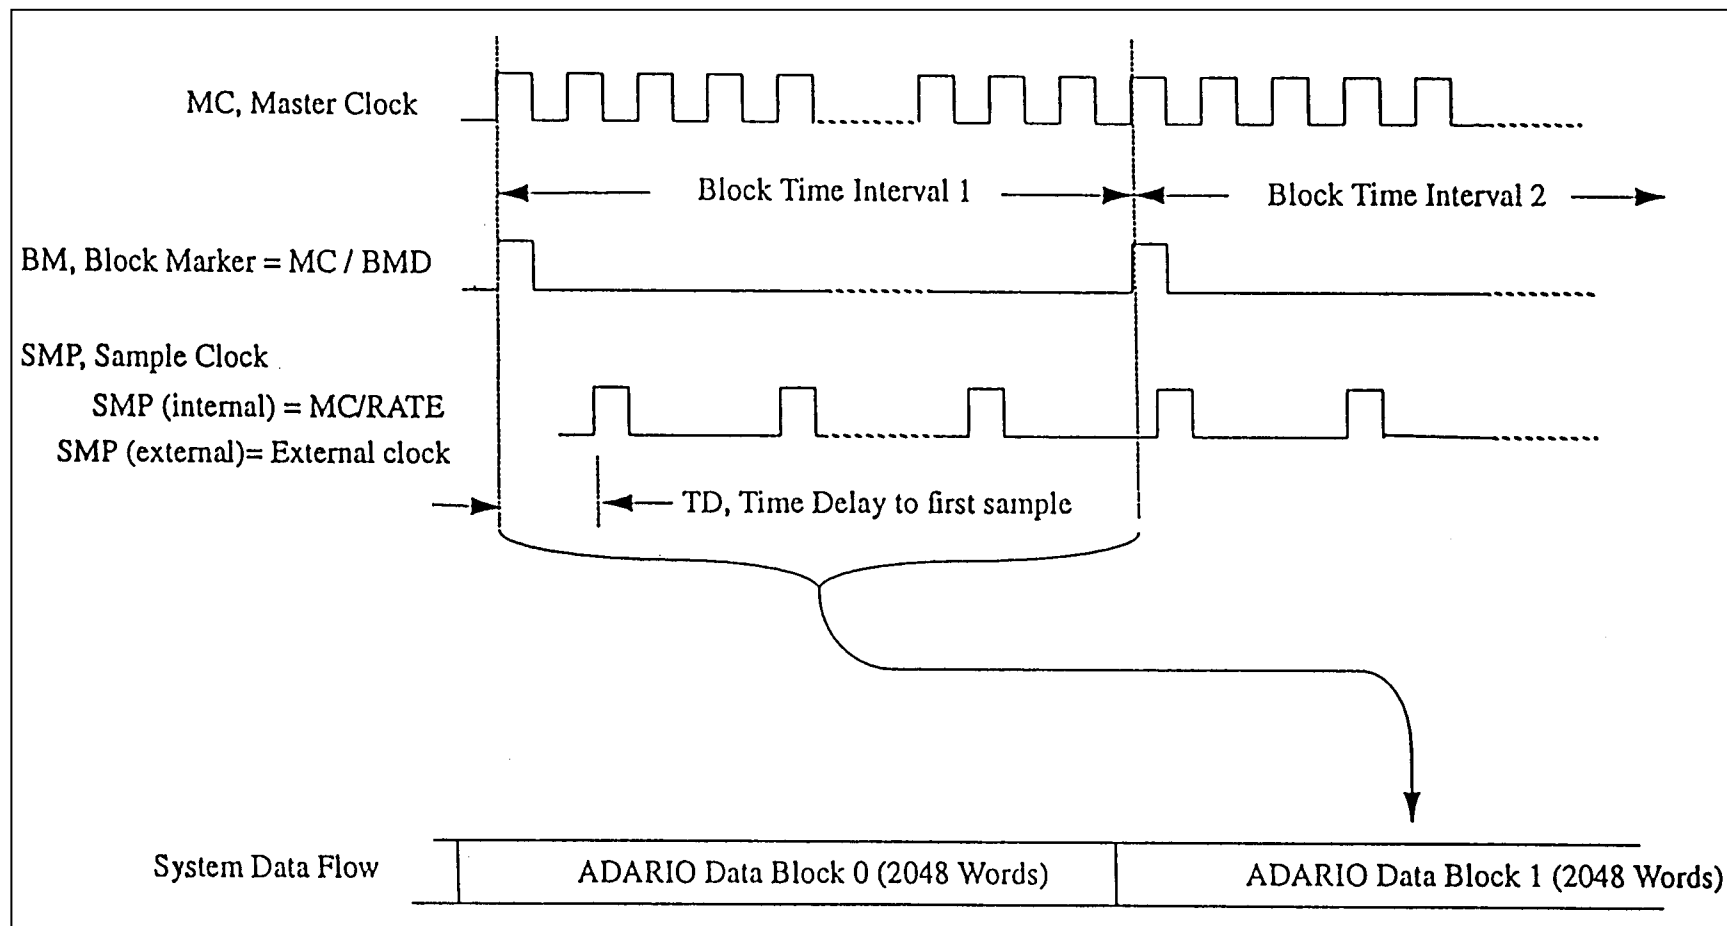 MC, Master Clock
Block Time Interval 1
Block Time Interval 2
BM, Block Marker = MC / BMD
SMP, Sample Clock
SMP (internal) = MC/RATE
SMP (external)= External clock
TD, Time Delay to first sample
System Data Flow
ADARIO Data Block 0 (2048 Words)
ADARIO Data Block 1 (2048 Words)